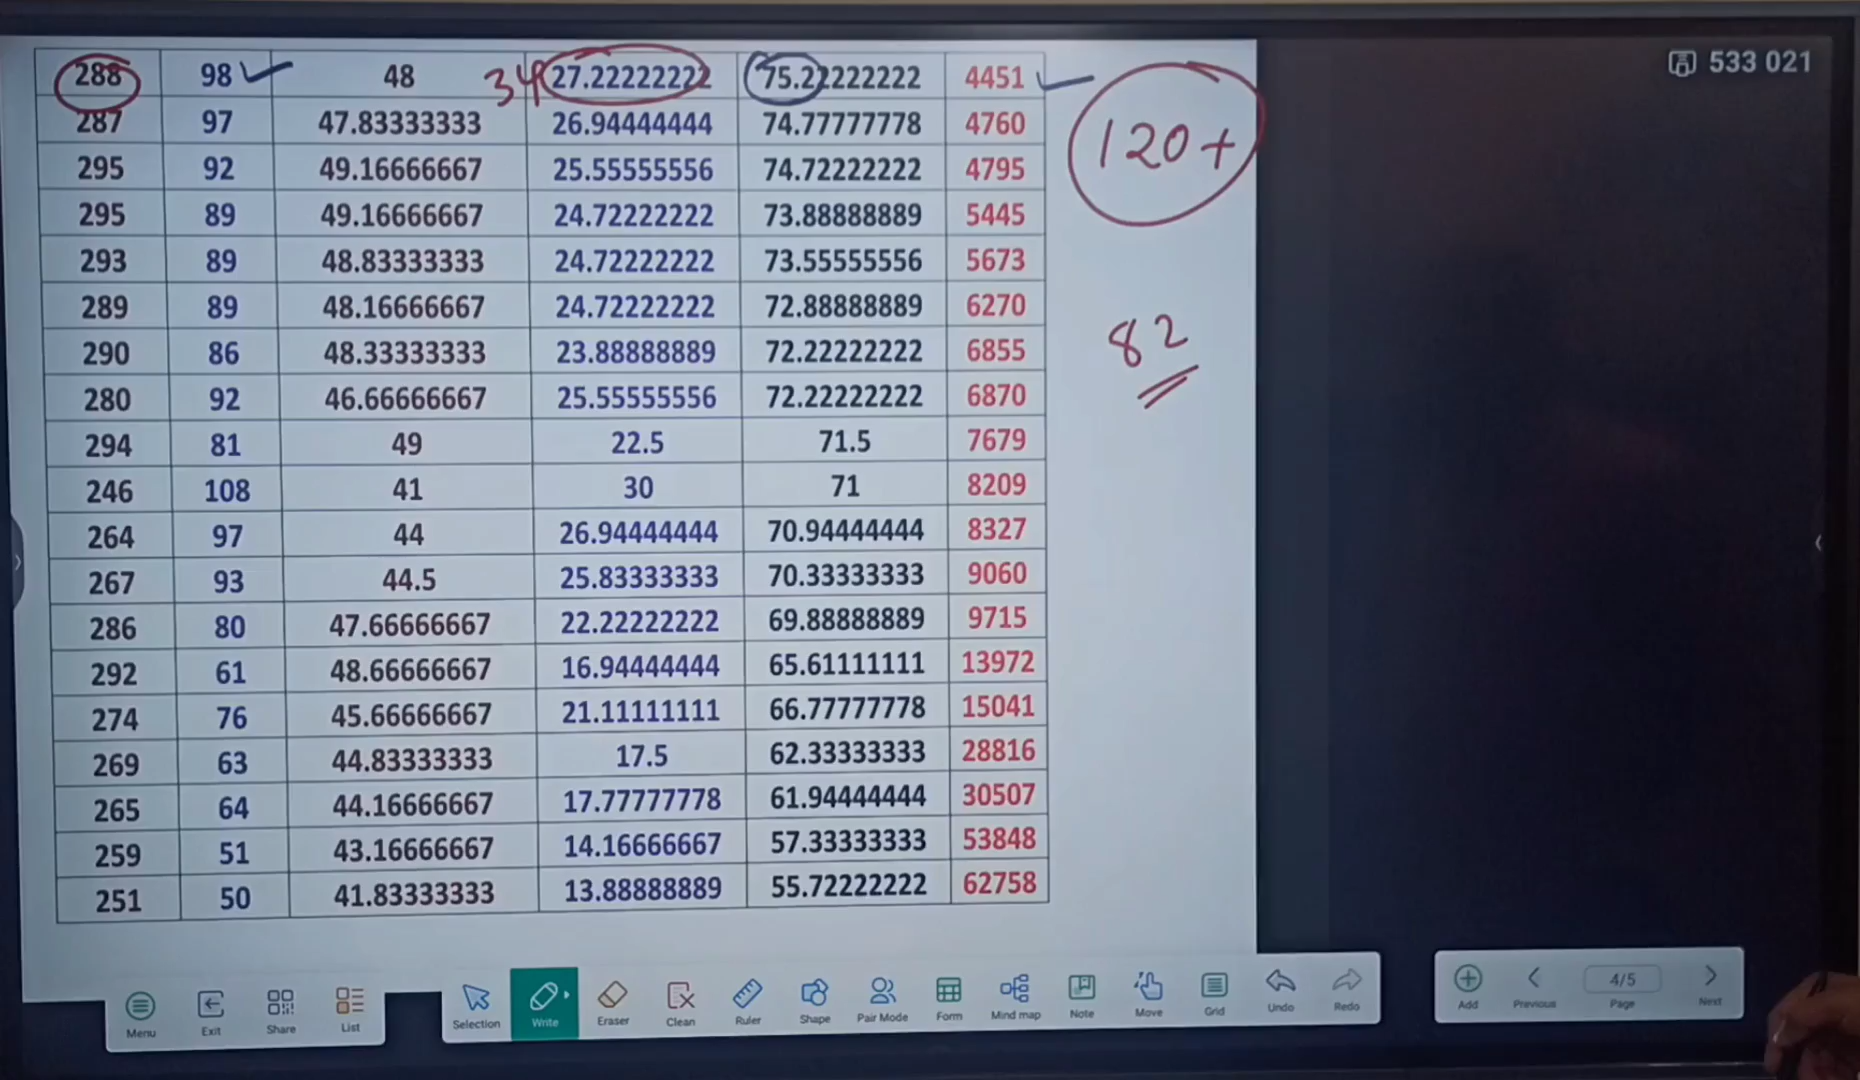 533 021
288 98 48 34 27.22222222 75.22222222 4451
287 97 47.83333333 26.94444444 74.77777778 4760
295 92 49.16666667 25.55555556 74.72222222 4795
295 89 49.16666667 24.72222222 73.88888889 5445
293 89 48.83333333 24.72222222 73.55555556 5673
289 89 48.16666667 24.72222222 72.88888889 6270
290 86 48.33333333 23.88888889 72.22222222 6855
280 92 46.66666667 25.55555556 72.22222222 6870
294 81 49 22.5 71.5 7679
246 108 41 30 71 8209
264 97 44 26.94444444 70.94444444 8327
267 93 44.5 25.83333333 70.33333333 9060
286 80 47.66666667 22.22222222 69.88888889 9715
292 61 48.66666667 16.94444444 65.61111111 13972
274 76 45.66666667 21.11111111 66.77777778 15041
269 63 44.83333333 17.5 62.33333333 28816
265 64 44.16666667 17.77777778 61.94444444 30507
259 51 43.16666667 14.16666667 57.33333333 53848
251 50 41.83333333 13.88888889 55.72222222 62758
120+
82
Menu Exit Share List Selection Write Eraser Clean Ruler Shape Pair Mode Form Mind map Note Move Grid Undo Redo Add Previous 4/5 Page Next